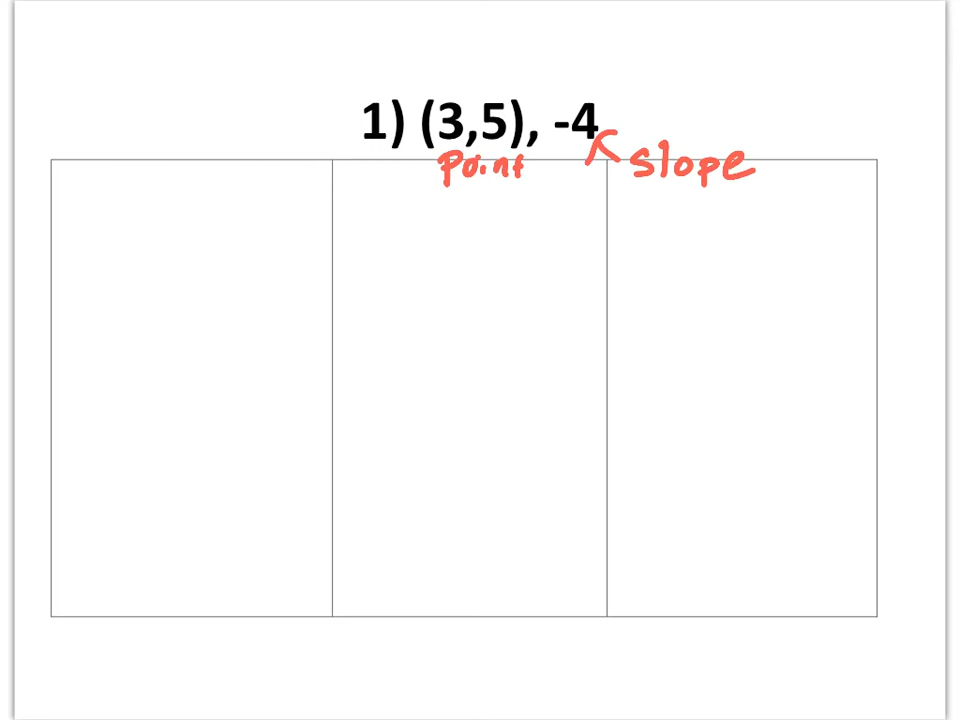 1) (3,5), -4
point
slope